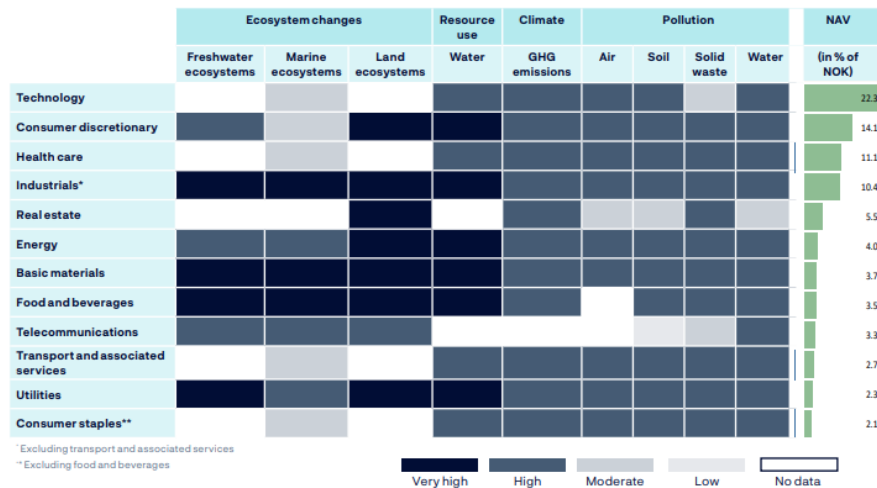 Ecosystem changes Resource use Climate Pollution NAV
Freshwater ecosystems Marine ecosystems Land ecosystems Water GHG emissions Air Soil Solid waste Water (in % of NOK)
Technology 22.3
Consumer discretionary 14.1
Health care 11.1
Industrials* 10.4
Real estate 5.5
Energy 4.0
Basic materials 3.7
Food and beverages 3.5
Telecommunications 3.3
Transport and associated services 2.7
Utilities 2.3
Consumer staples** 2.1
*Excluding transport and associated services
**Excluding food and beverages
Very high High Moderate Low No data